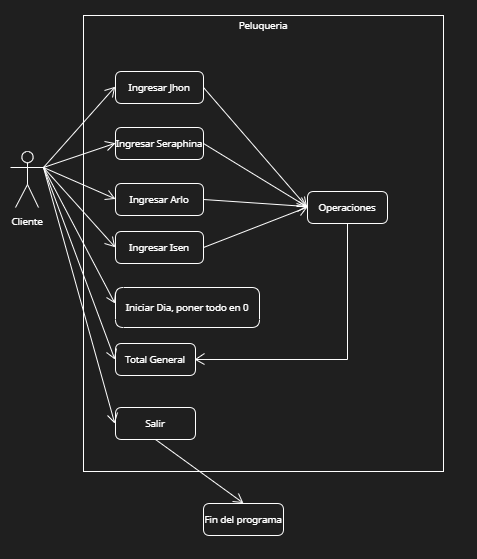 Peluqueria
Ingresar Jhon
Ingresar Seraphina
Ingresar Arlo
Operaciones
Cliente
Ingresar Isen
Iniciar Dia, poner todo en 0
Total General
Salir
Fin del programa